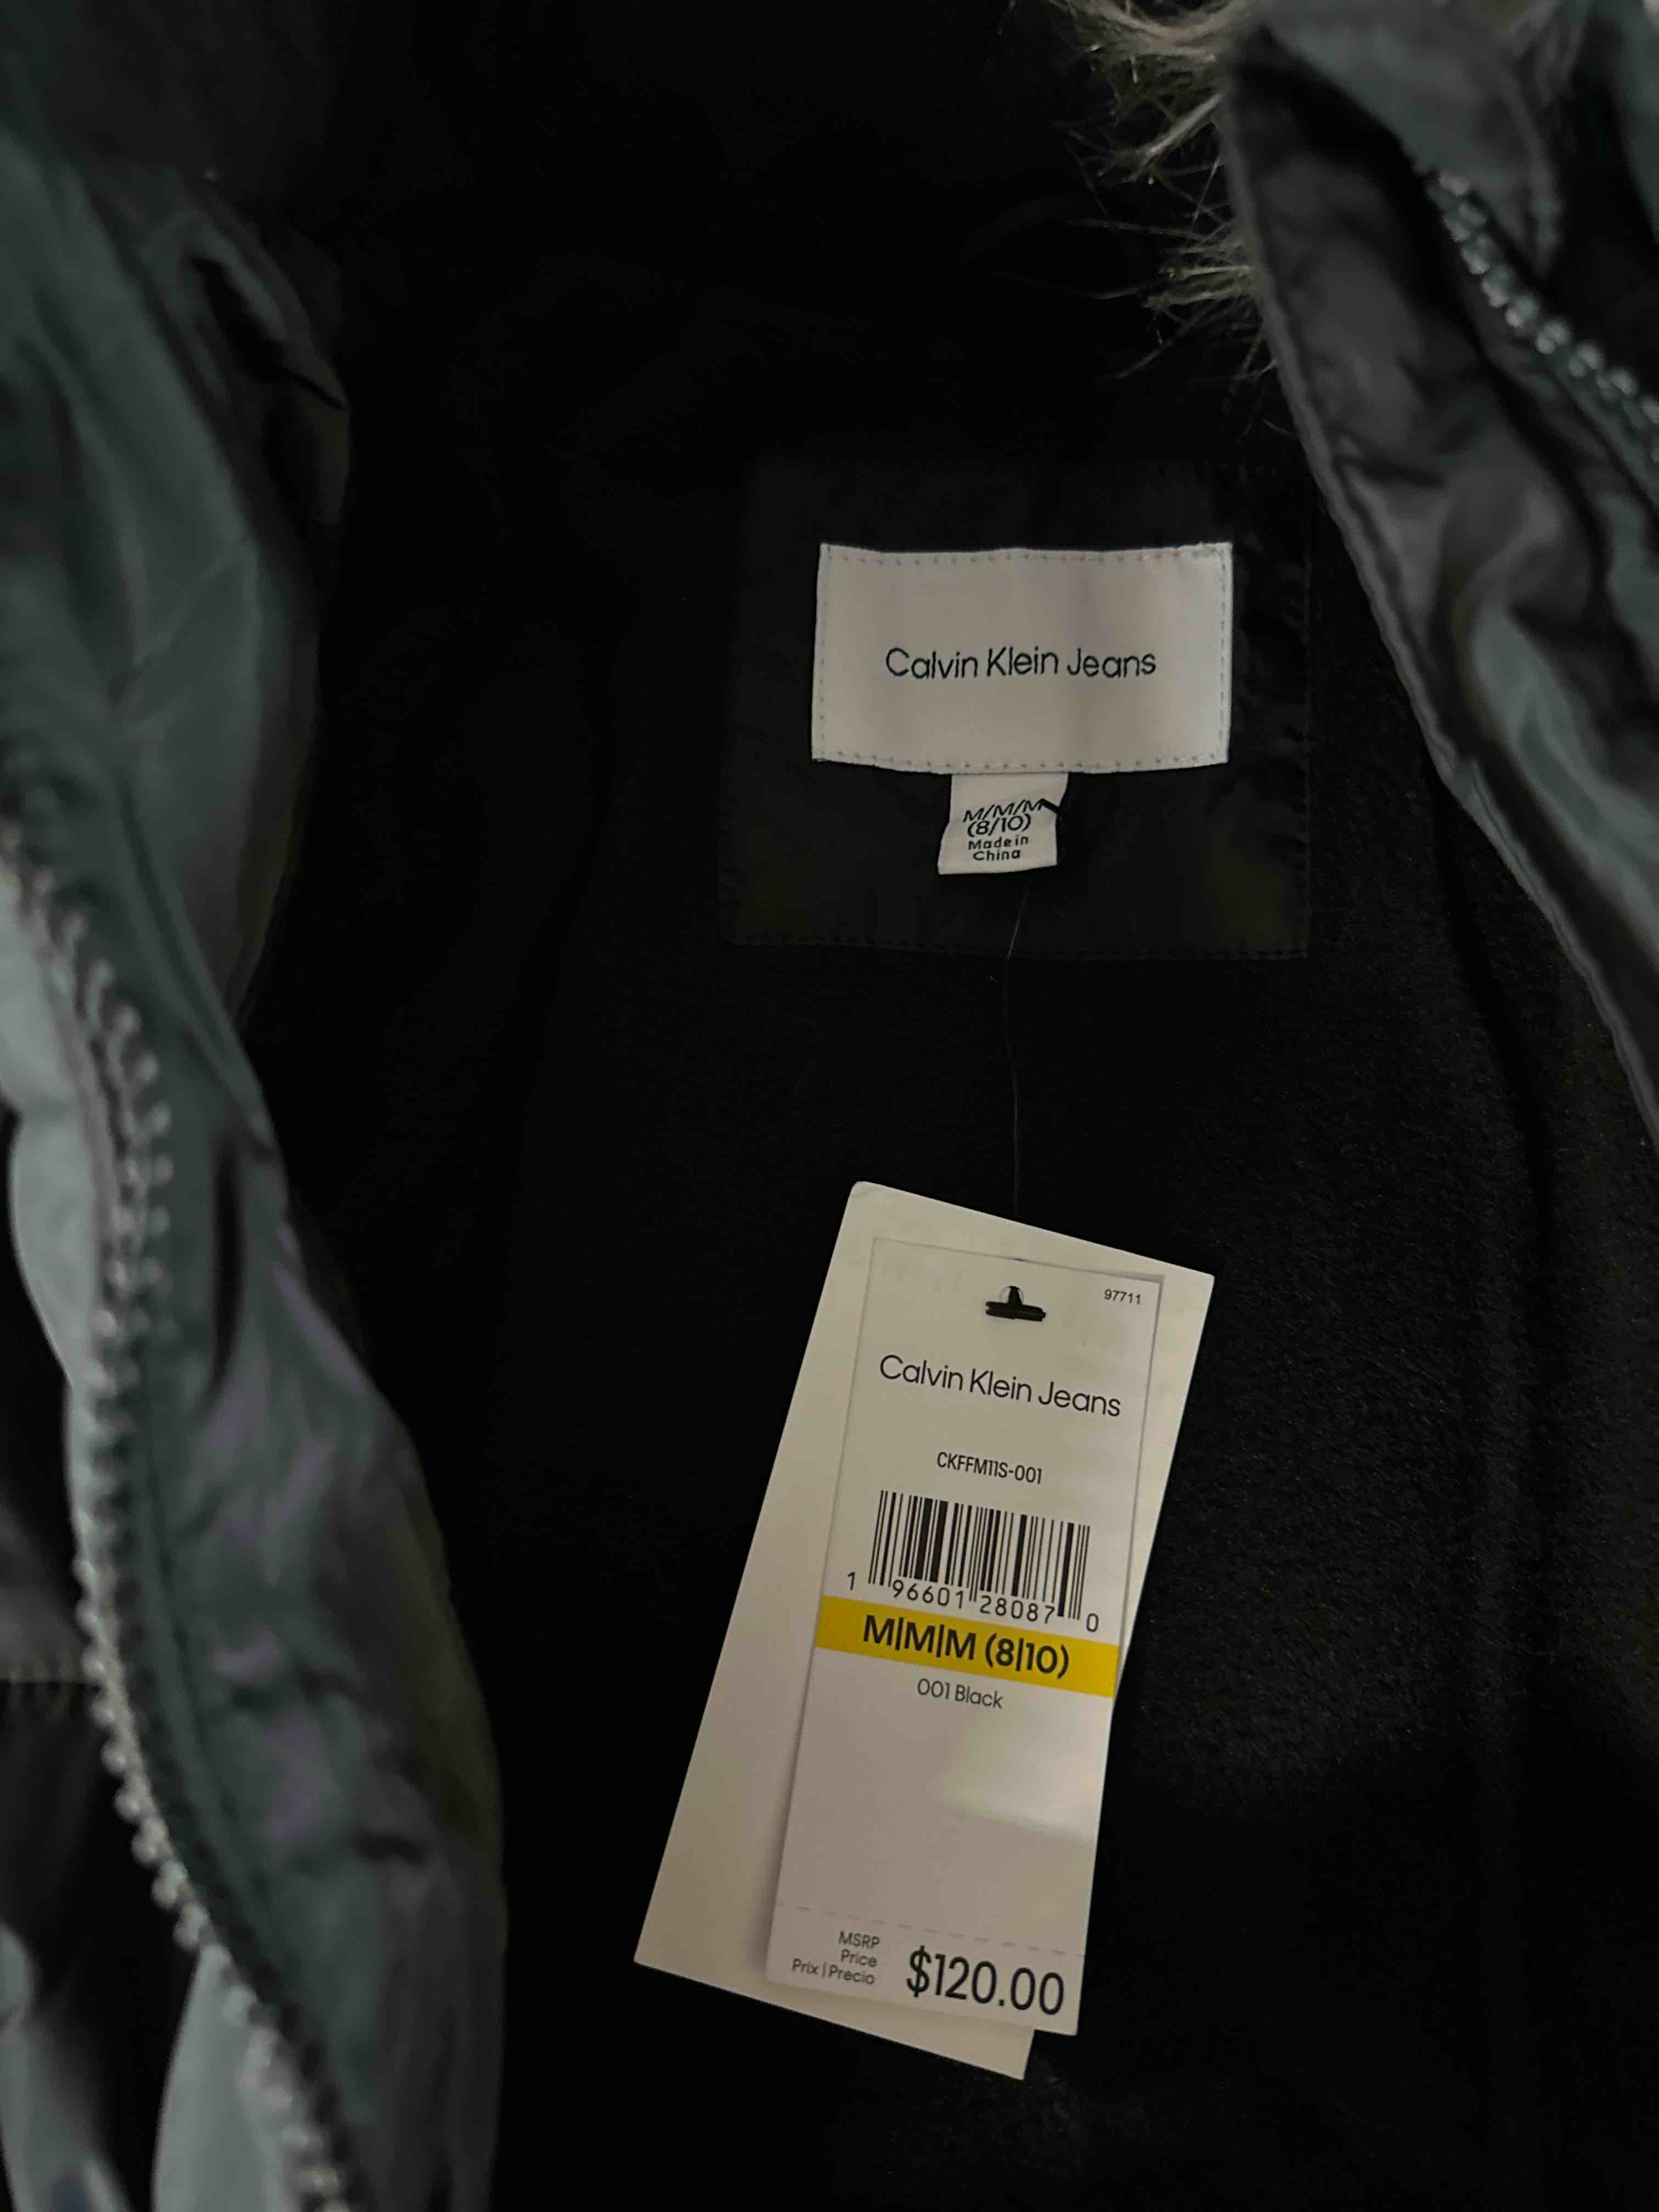 Calvin Klein Jeans
M/M/M
(8/10)
Made in
China
97711
Calvin Klein Jeans
CKFFM11S-001
1 96601 28087 0
M|M|M (8|10)
001 Black
MSRP
Price
Prix | Precio
$120.00